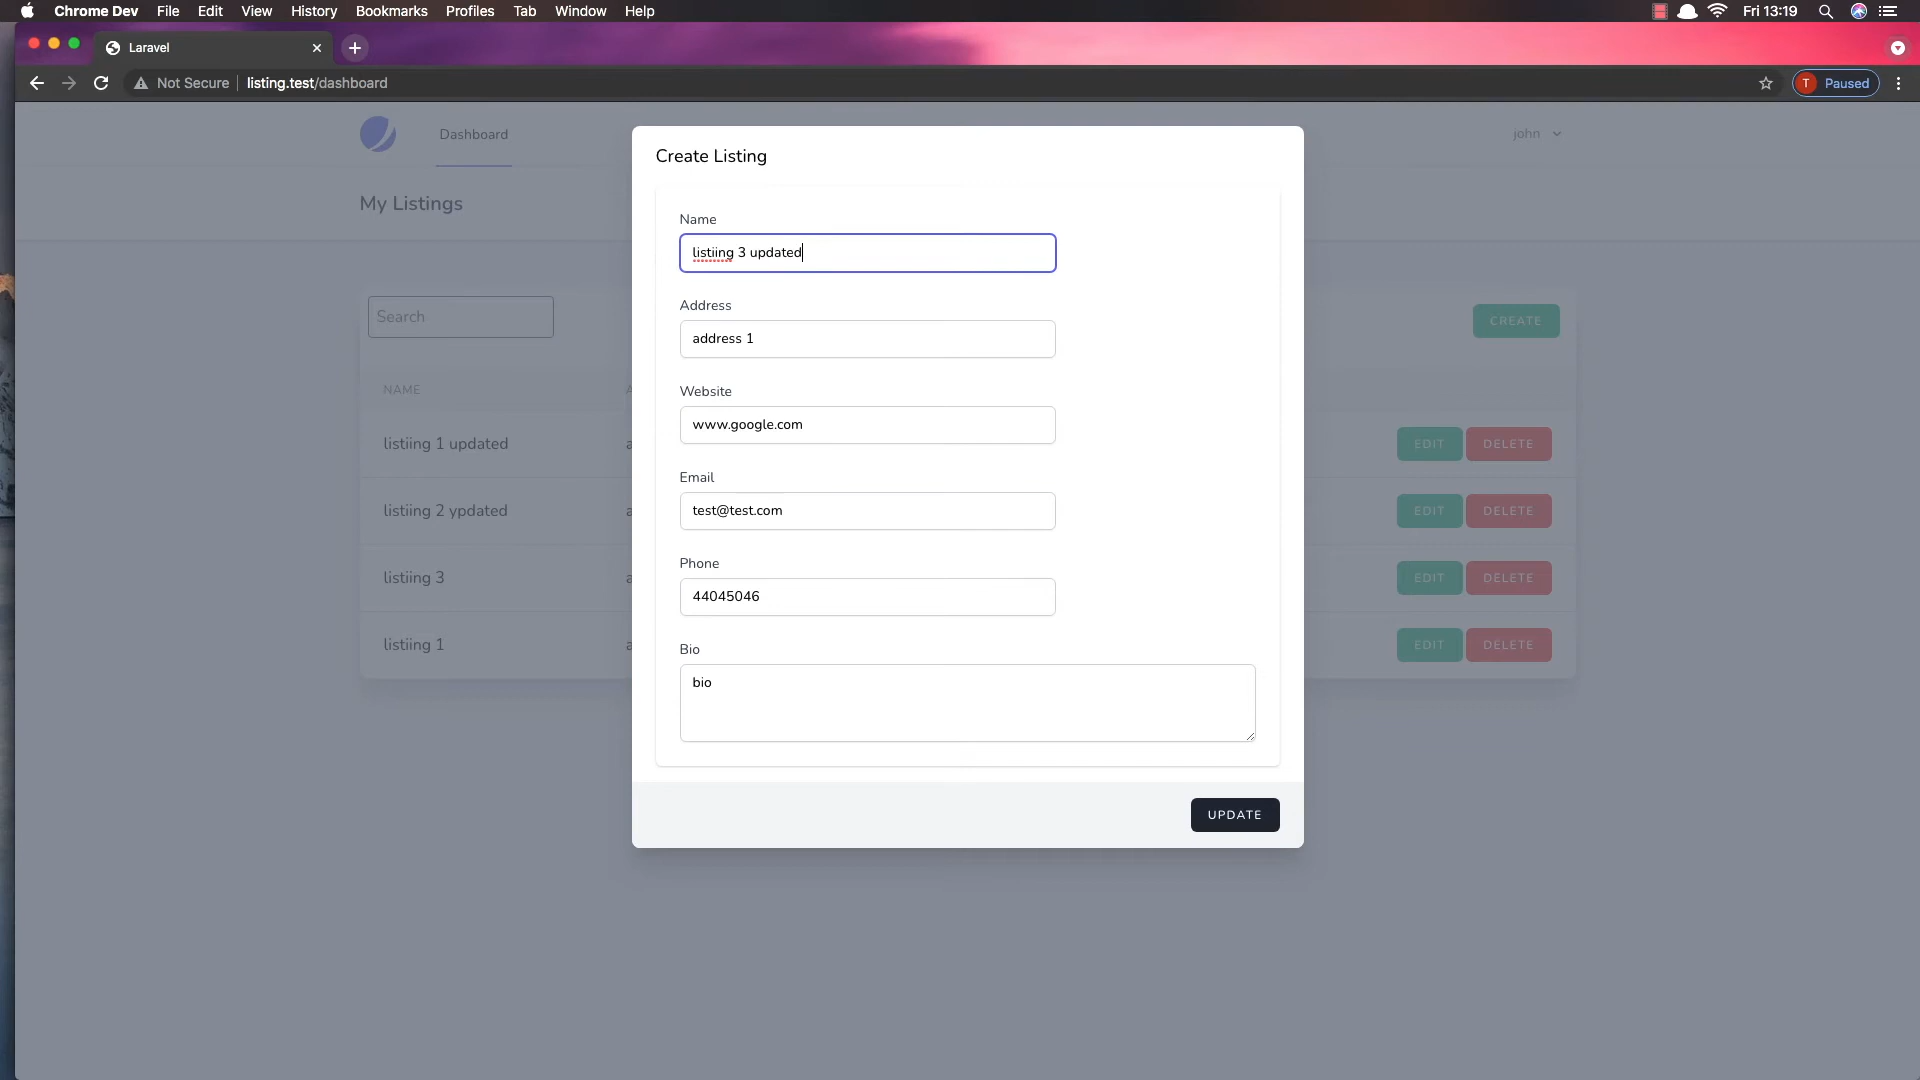 Chrome Dev File Edit View History Bookmarks Profiles Tab Window Help Fri 13:19
Laravel
Not Secure listing.test/dashboard T Paused
Dashboard john
My Listings
Create Listing
Name
listiing 3 updated
Address
address 1
Website
www.google.com
Email
test@test.com
Phone
44045046
Bio
bio
UPDATE
Search CREATE
NAME A
listiing 1 updated a EDIT DELETE
listiing 2 ypdated a EDIT DELETE
listiing 3 a EDIT DELETE
listiing 1 a EDIT DELETE